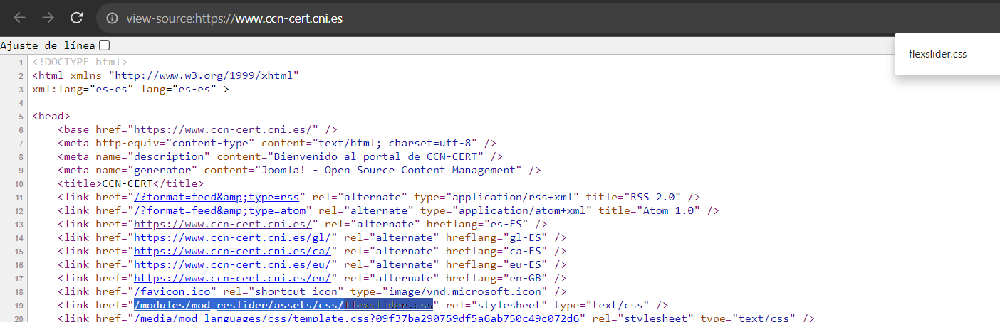 view-source:https://www.ccn-cert.cni.es
Ajuste de línea
flexslider.css
1 <!DOCTYPE html>
2 <html xmlns="http://www.w3.org/1999/xhtml"
3 xml:lang="es-es" lang="es-es" >
4
5 <head>
6 <base href="https://www.ccn-cert.cni.es/" />
7 <meta http-equiv="content-type" content="text/html; charset=utf-8" />
8 <meta name="description" content="Bienvenido al portal de CCN-CERT" />
9 <meta name="generator" content="Joomla! - Open Source Content Management" />
10 <title>CCN-CERT</title>
11 <link href="/?format=feed&amp;type=rss" rel="alternate" type="application/rss+xml" title="RSS 2.0" />
12 <link href="/?format=feed&amp;type=atom" rel="alternate" type="application/atom+xml" title="Atom 1.0" />
13 <link href="https://www.ccn-cert.cni.es/" rel="alternate" hreflang="es-ES" />
14 <link href="https://www.ccn-cert.cni.es/gl/" rel="alternate" hreflang="gl-ES" />
15 <link href="https://www.ccn-cert.cni.es/ca/" rel="alternate" hreflang="ca-ES" />
16 <link href="https://www.ccn-cert.cni.es/eu/" rel="alternate" hreflang="eu-ES" />
17 <link href="https://www.ccn-cert.cni.es/en/" rel="alternate" hreflang="en-GB" />
18 <link href="/favicon.ico" rel="shortcut icon" type="image/vnd.microsoft.icon" />
19 <link href="/modules/mod_reslider/assets/css/flexslider.css" rel="stylesheet" type="text/css" />
20 <link href="/media/mod_languages/css/template.css?09f37ba290759df5a6ab750c49c072d6" rel="stylesheet" type="text/css" />